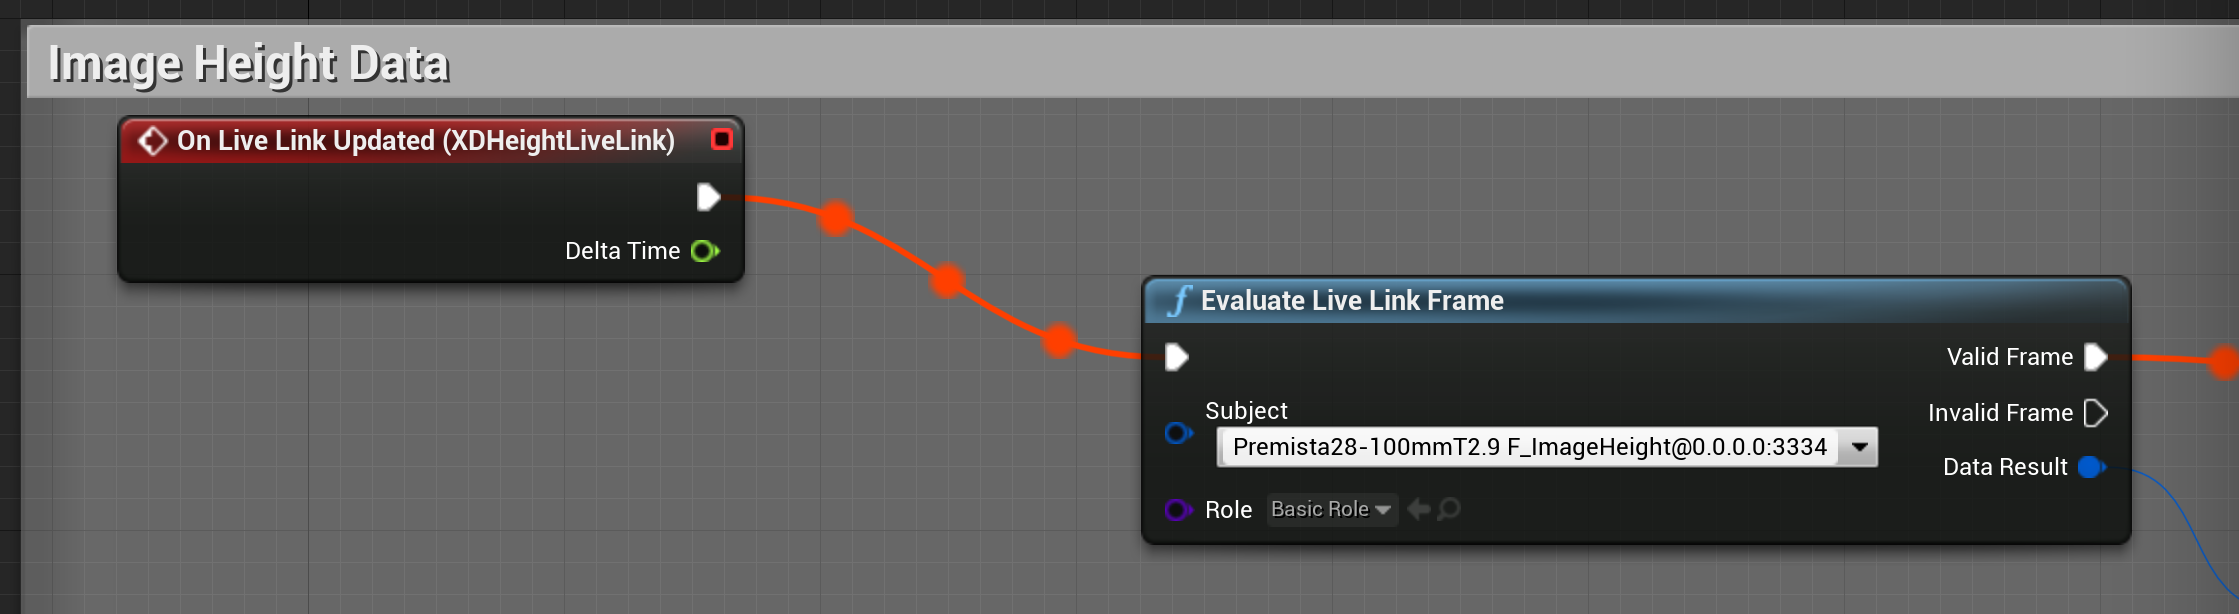 Image Height Data
On Live Link Updated (XDHeightLiveLink)
Delta Time
f Evaluate Live Link Frame
Valid Frame
Subject
Invalid Frame
Premista28-100mmT2.9 F_ImageHeight@0.0.0.0:3334
Data Result
Role Basic Role